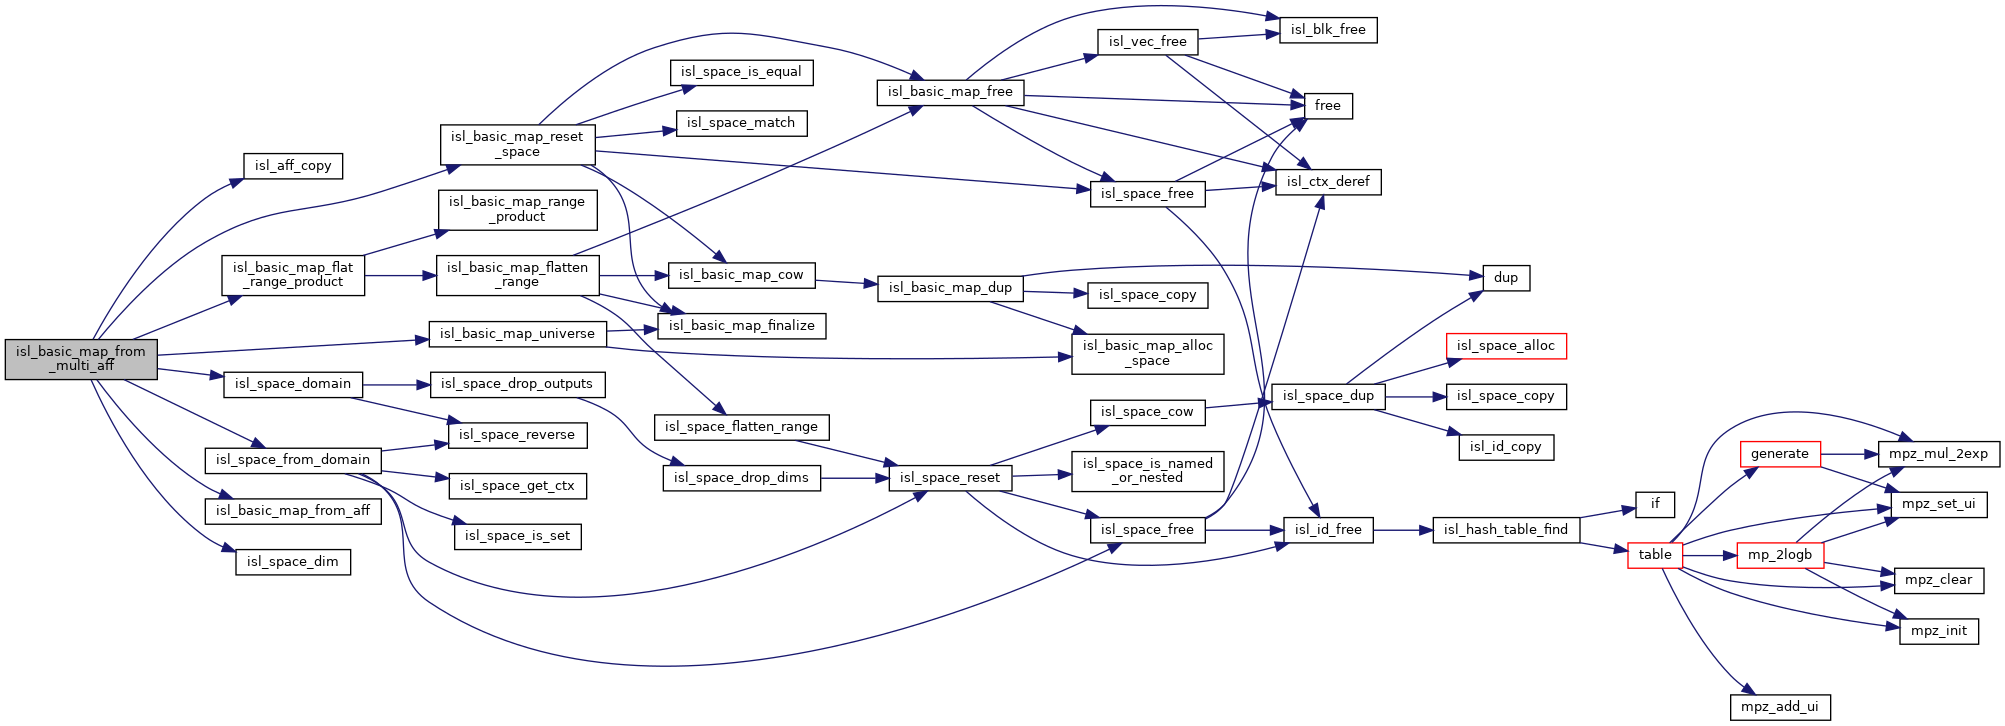 isl_basic_map_from
_multi_aff
isl_aff_copy
isl_basic_map_reset
_space
isl_basic_map_range
_product
isl_basic_map_flat
_range_product
isl_basic_map_flatten
_range
isl_basic_map_universe
isl_space_domain
isl_space_drop_outputs
isl_space_reverse
isl_space_from_domain
isl_space_get_ctx
isl_basic_map_from_aff
isl_space_is_set
isl_space_dim
isl_space_is_equal
isl_space_match
isl_basic_map_cow
isl_basic_map_finalize
isl_space_flatten_range
isl_space_drop_dims
isl_basic_map_free
isl_basic_map_dup
isl_space_reset
isl_vec_free
isl_space_free
isl_space_copy
isl_basic_map_alloc
_space
isl_space_cow
isl_space_is_named
_or_nested
isl_space_free
isl_blk_free
free
isl_ctx_deref
isl_space_dup
isl_id_free
dup
isl_space_alloc
isl_space_copy
isl_id_copy
isl_hash_table_find
if
table
generate
mp_2logb
mpz_add_ui
mpz_mul_2exp
mpz_set_ui
mpz_clear
mpz_init